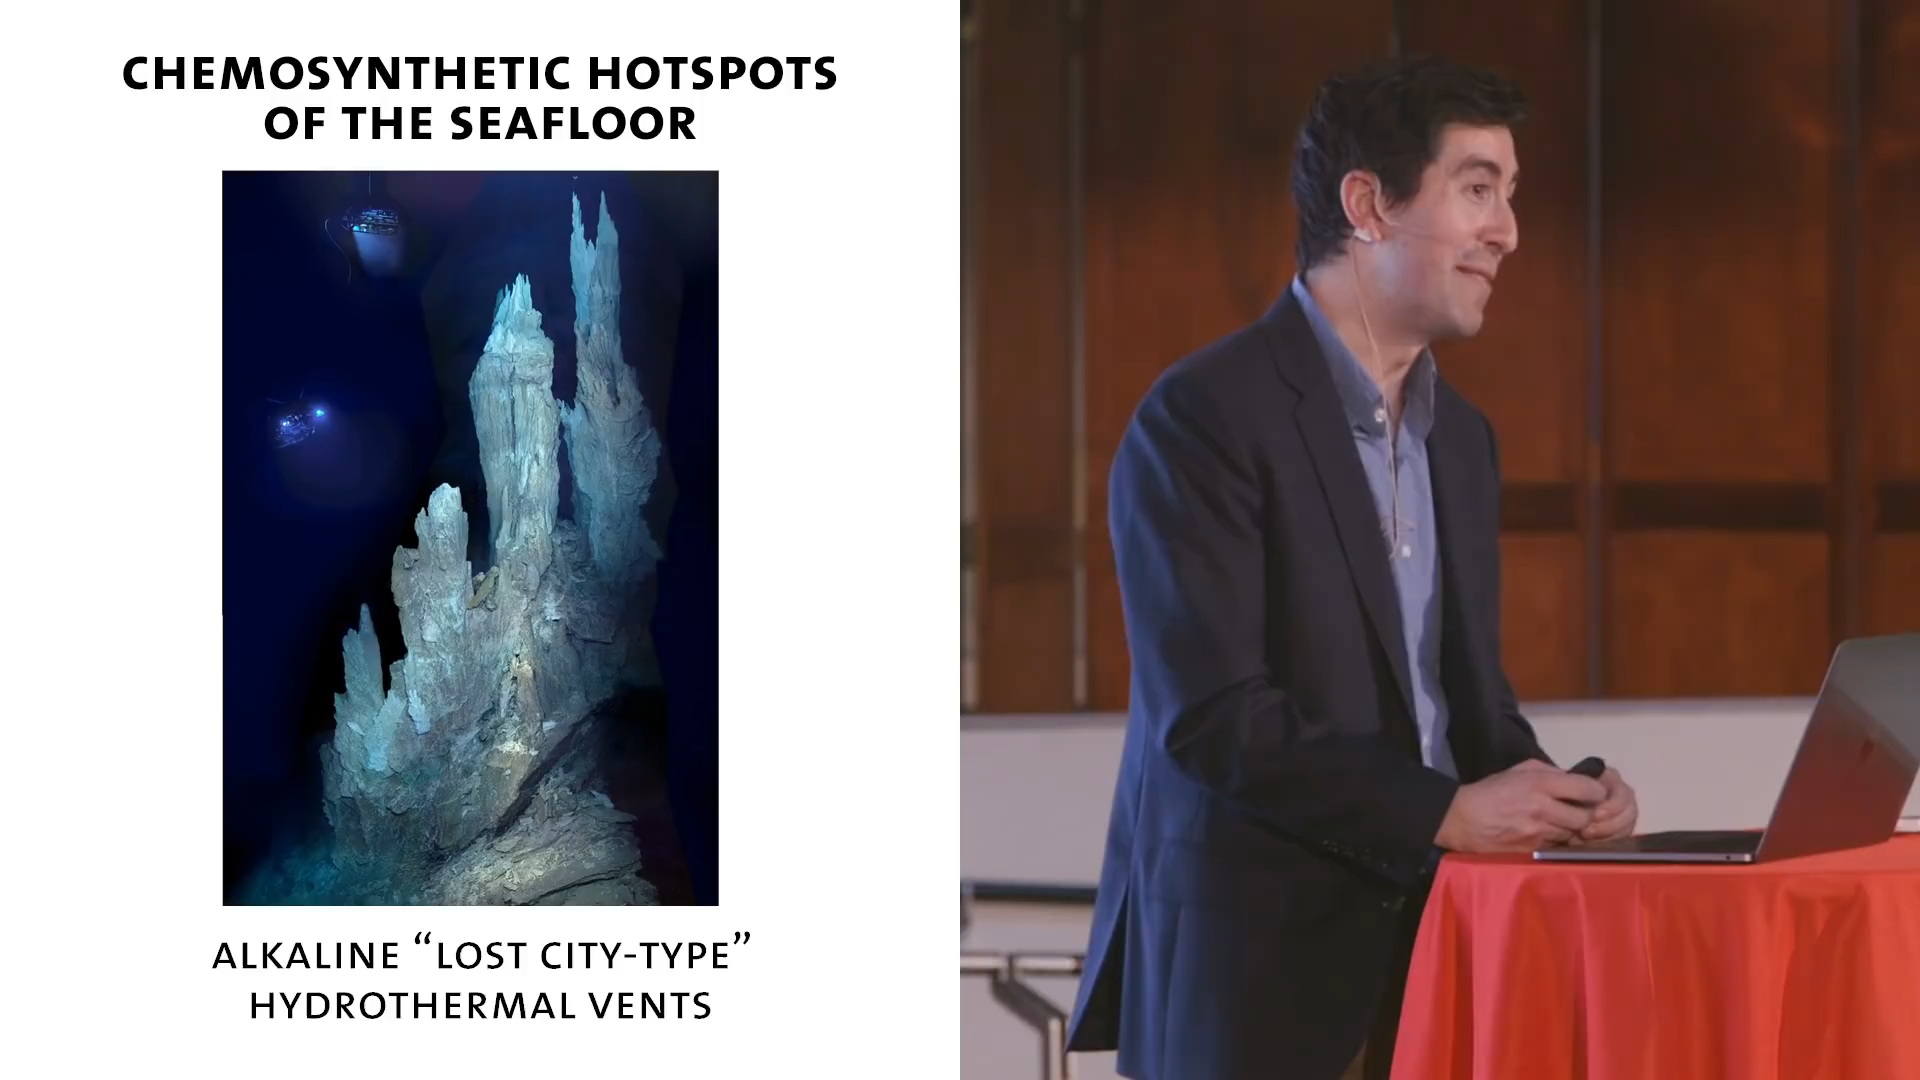 CHEMOSYNTHETIC HOTSPOTS
OF THE SEAFLOOR
ALKALINE “LOST CITY-TYPE”
HYDROTHERMAL VENTS